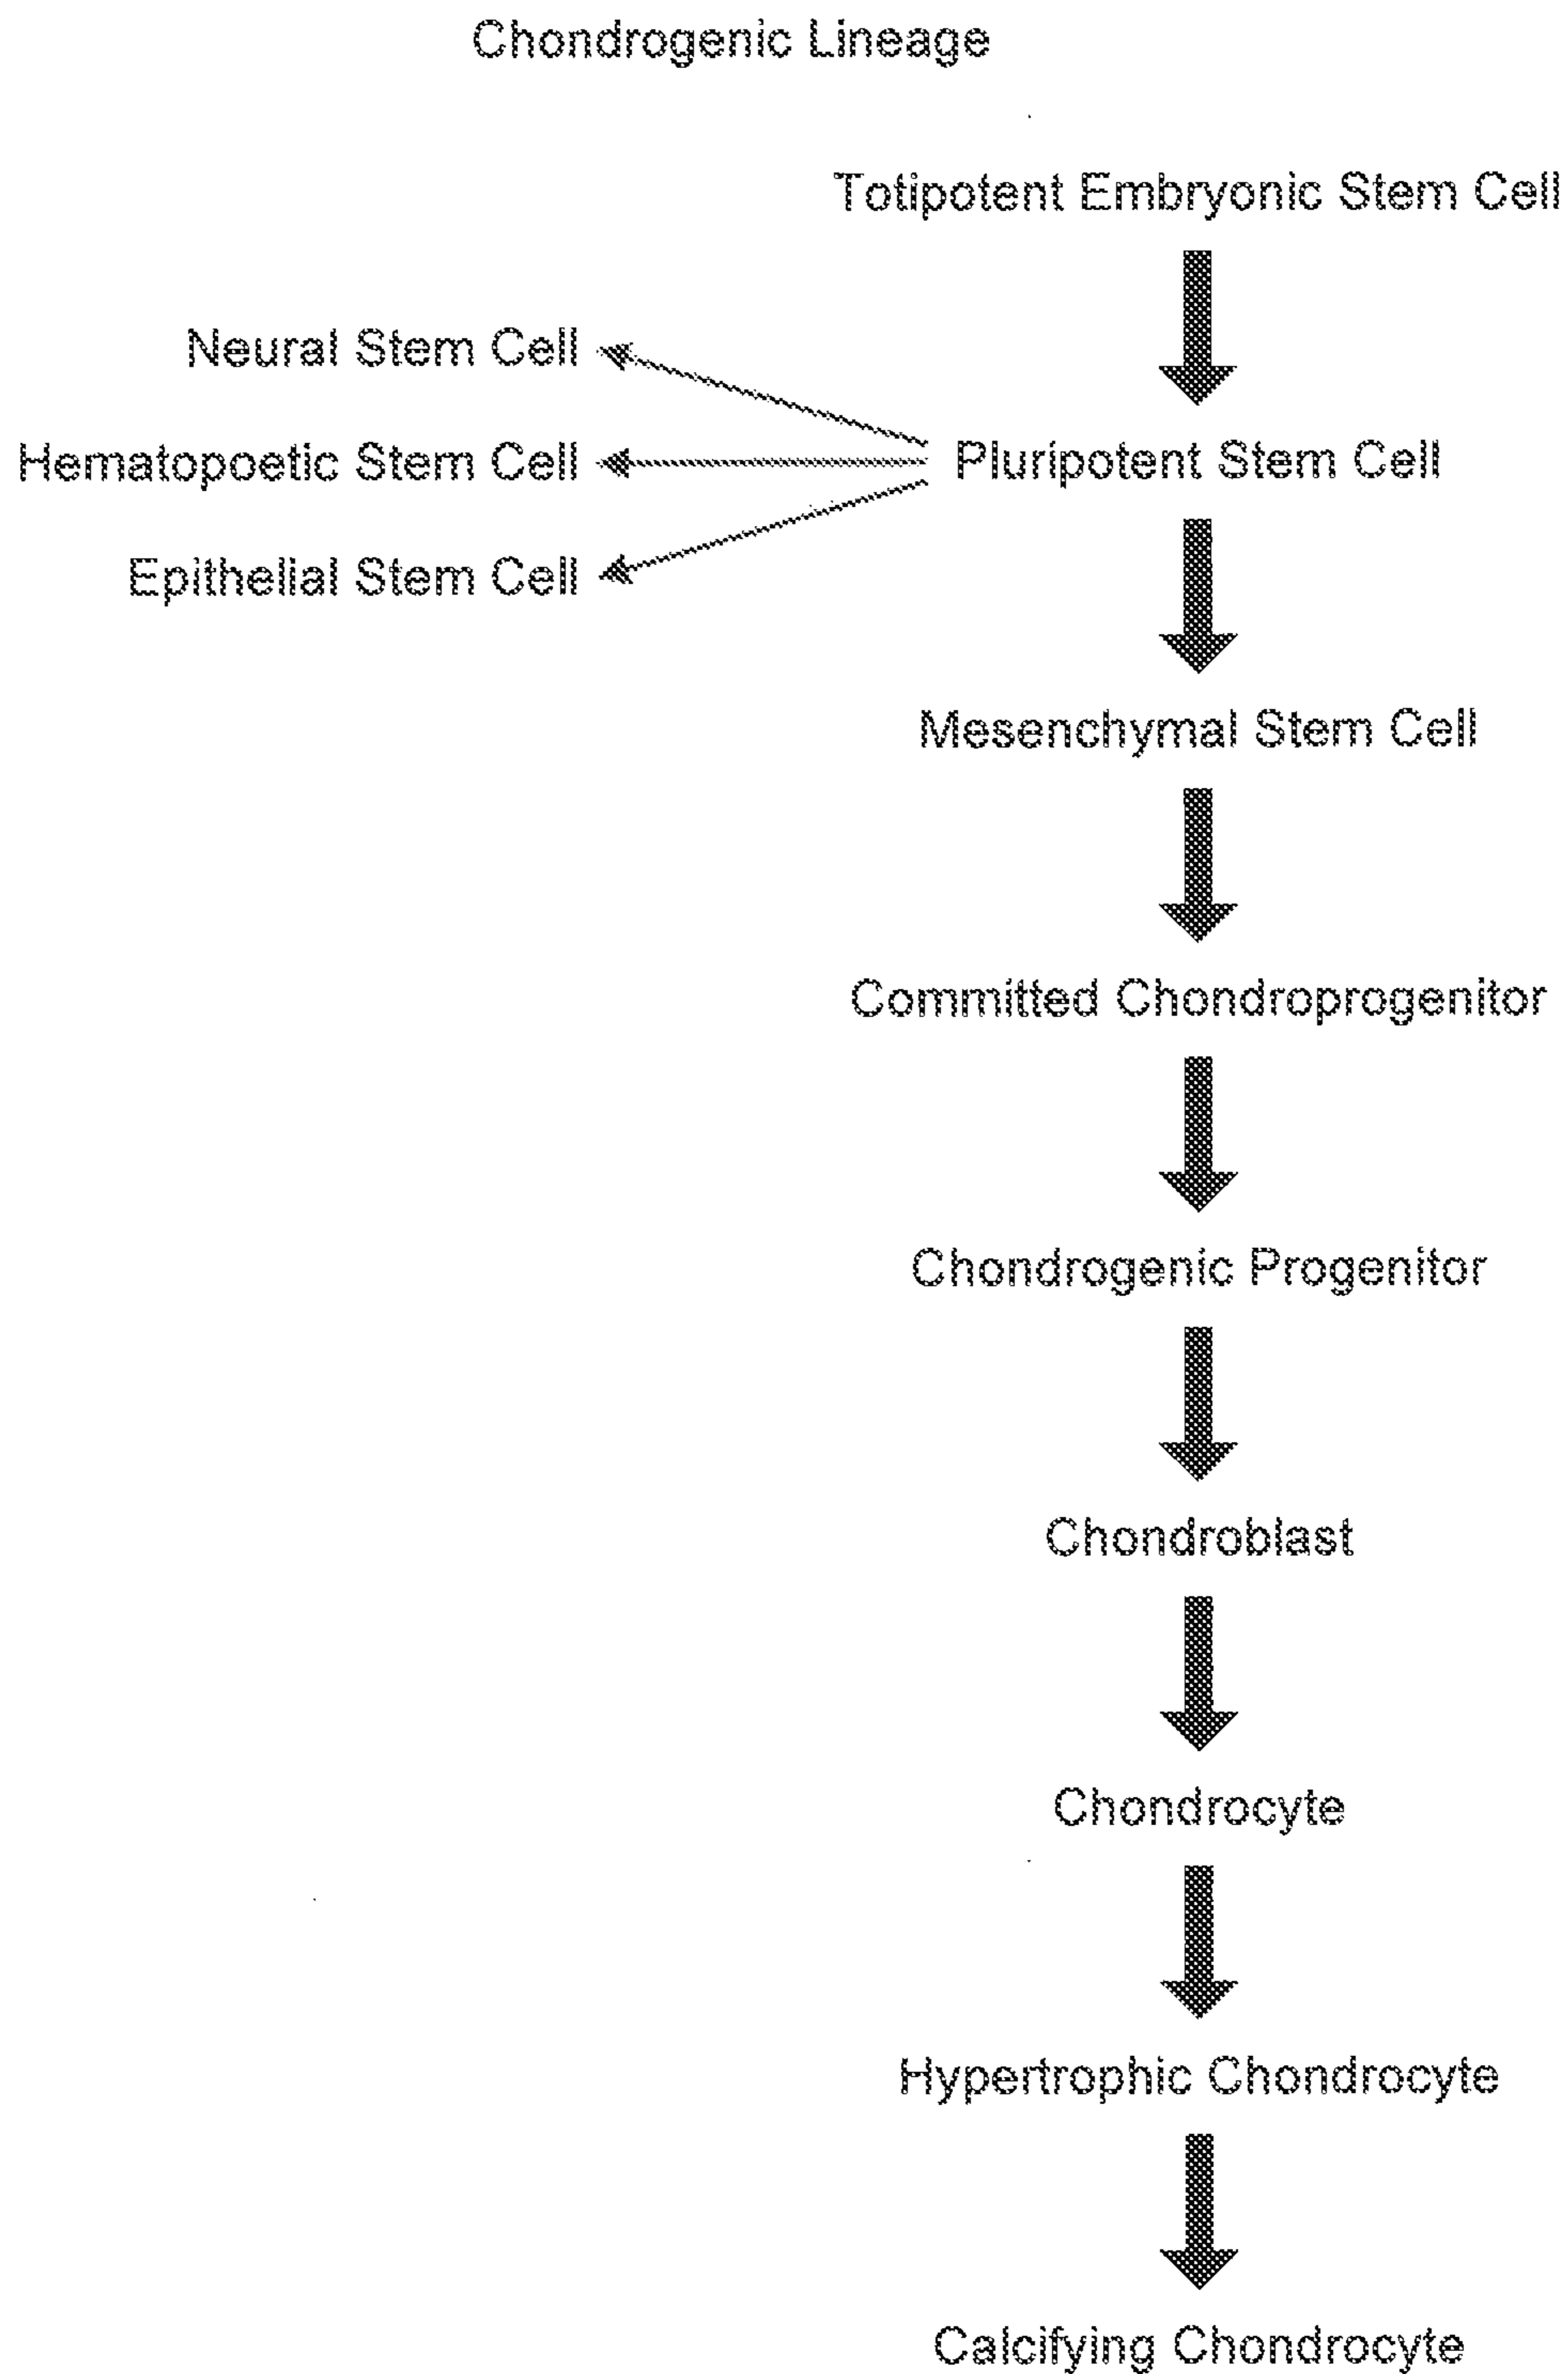 Chondrogenic Lineage
Totipotent Embryonic Stem Cell
Neural Stem Cell
Hematopoetic Stem Cell
Pluripotent Stem Cell
Epithelial Stem Cell
Mesenchymal Stem Cell
Committed Chondroprogenitor
Chondrogenic Progenitor
Chondroblast
Chondrocyte
Hypertrophic Chondrocyte
Calcifying Chondrocyte